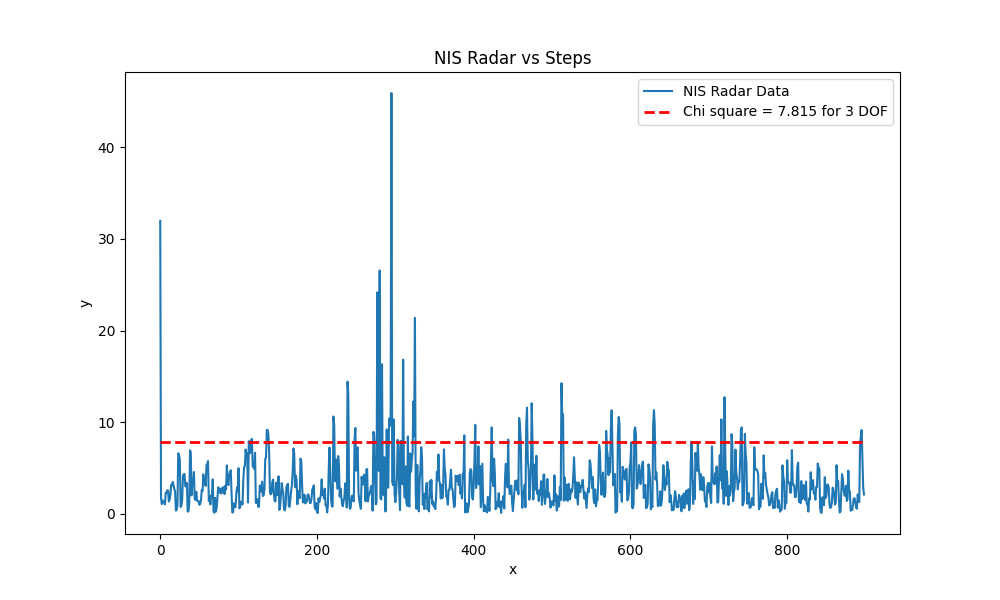 NIS Radar vs Steps
NIS Radar Data
Chi square = 7.815 for 3 DOF
y
40
30
20
10
0
0 200 400 600 800
x